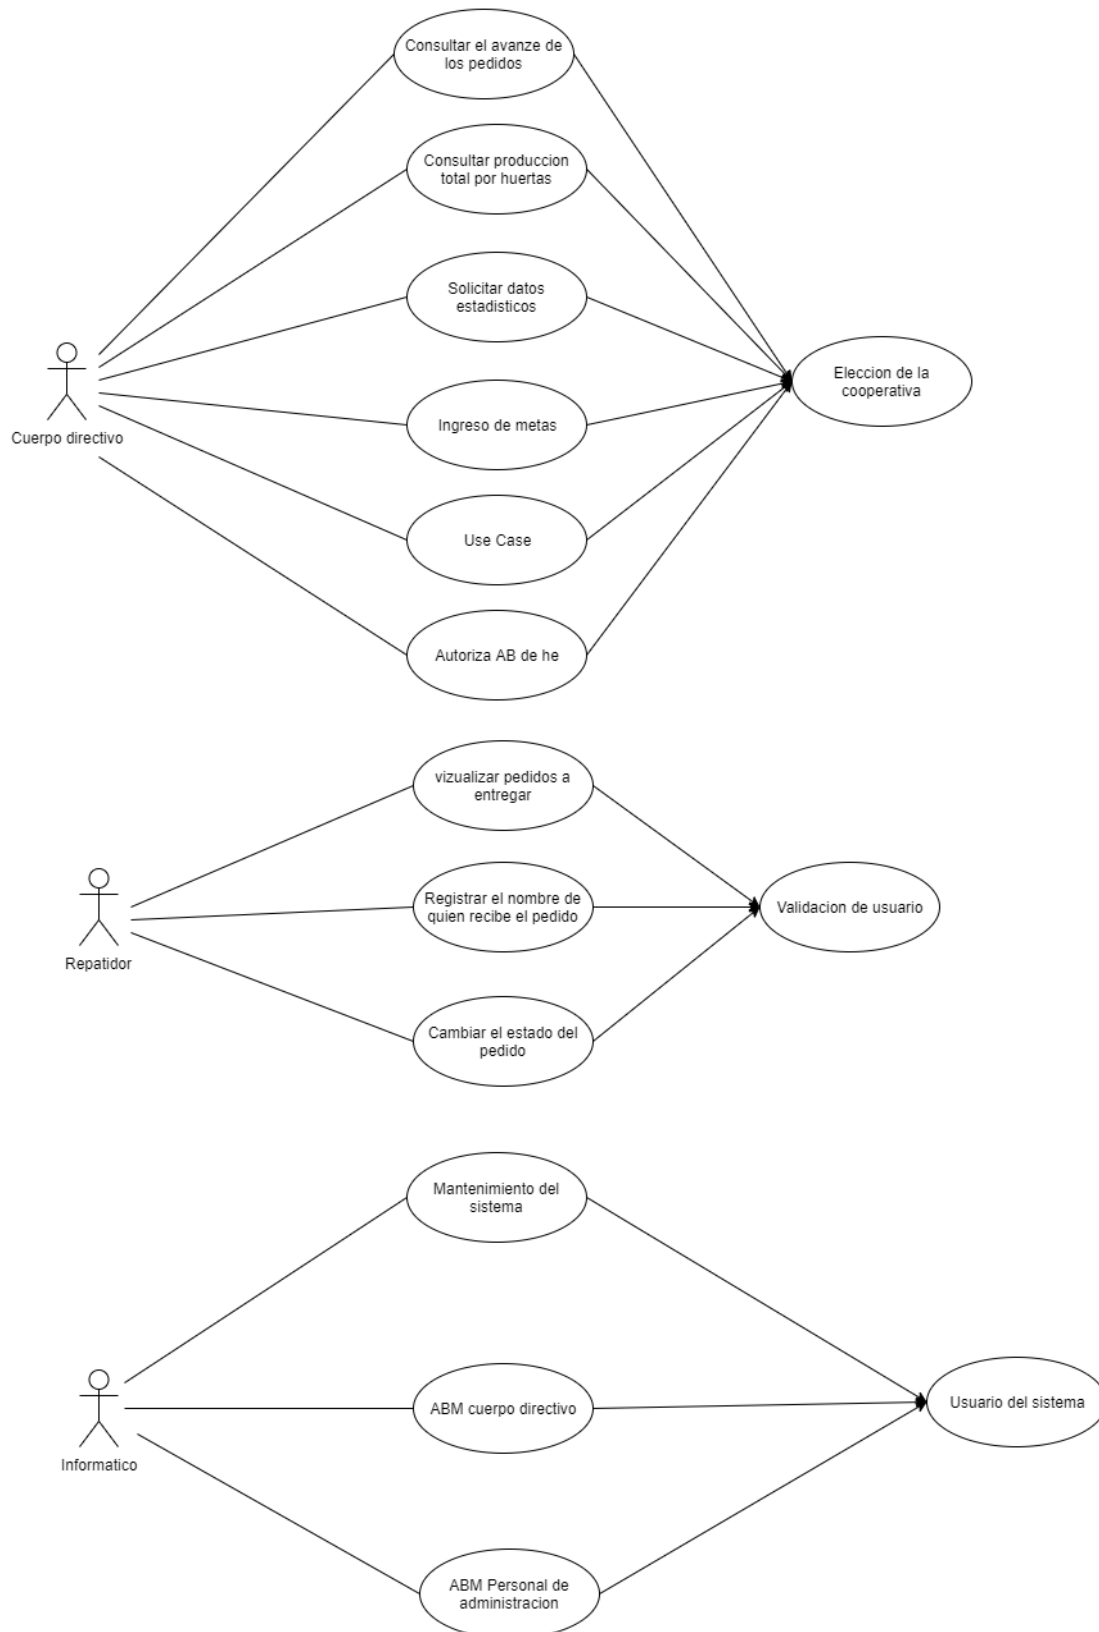 Consultar el avanze de
los pedidos
Consultar produccion
total por huertas
Solicitar datos
estadisticos
Eleccion de la
cooperativa
Ingreso de metas
Cuerpo directivo
Use Case
Autoriza AB de he
vizualizar pedidos a
entregar
Registrar el nombre de
quien recibe el pedido
Validacion de usuario
Repatidor
Cambiar el estado del
pedido
Mantenimiento del
sistema
ABM cuerpo directivo
Usuario del sistema
Informatico
ABM Personal de
administracion